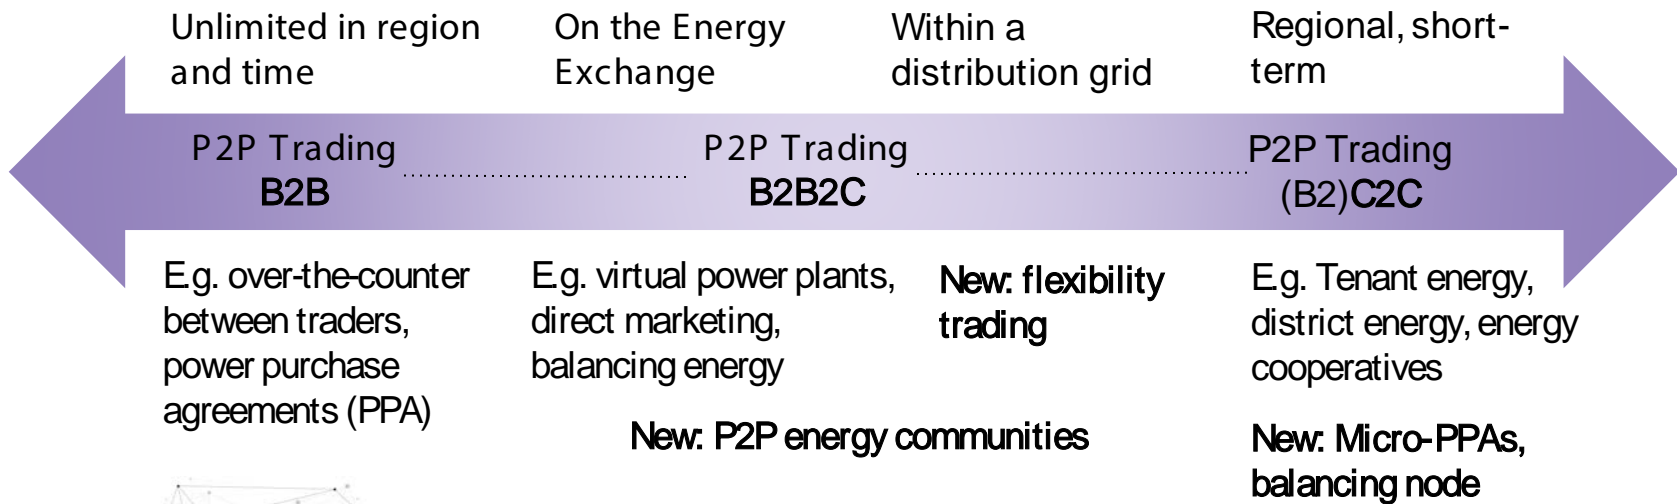 Unlimited in region
and time
On the Energy
Exchange
Within a
distribution grid
Regional, short-
term
P2P Trading
B2B
P2P Trading
B2B2C
P2P Trading
(B2)C2C
E.g. over-the-counter
between traders,
power purchase
agreements (PPA)
E.g. virtual power plants,
direct marketing,
balancing energy
New: flexibility
trading
E.g. Tenant energy,
district energy, energy
cooperatives
New: P2P energy communities
New: Micro-PPAs,
balancing node